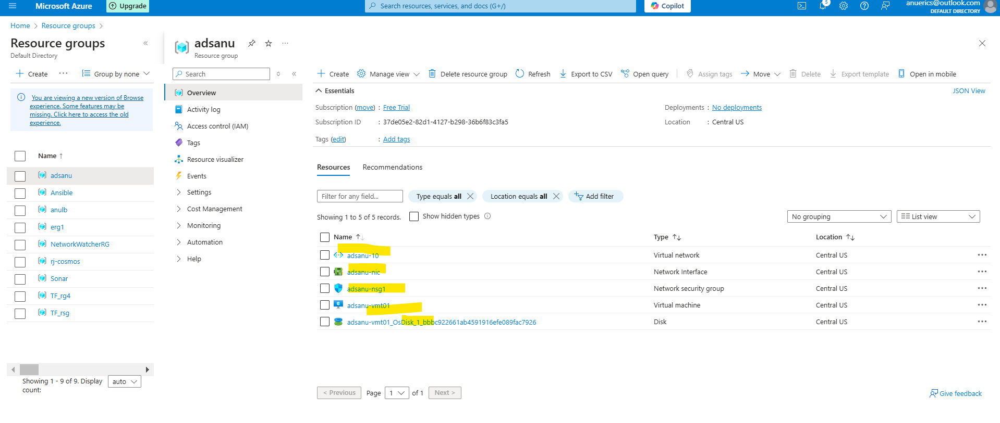 Microsoft Azure
Upgrade
Search resources, services, and docs (G+/)
Copilot
5
anuerics@outlook.com
DEFAULT DIRECTORY
Home > Resource groups >
Resource groups
Default Directory
Create
Group by none
You are viewing a new version of Browse
experience. Some features may be
missing. Click here to access the old
experience.
Name ↑
adsanu
Ansible
anulb
erg1
NetworkWatcherRG
rj-cosmos
Sonar
TF_rg4
TF_rsg
Showing 1 - 9 of 9. Display
count:
auto
adsanu
Resource group
Search
Overview
Activity log
Access control (IAM)
Tags
Resource visualizer
Events
Settings
Cost Management
Monitoring
Automation
Help
Create
Manage view
Delete resource group
Refresh
Export to CSV
Open query
Assign tags
Move
Delete
Export template
Open in mobile
Essentials
JSON View
Subscription (move) : Free Trial
Deployments : No deployments
Subscription ID : 37de05e2-82d1-4127-b298-36b6f83c3fa5
Location : Central US
Tags (edit) : Add tags
Resources
Recommendations
Filter for any field...
Type equals all
Location equals all
Add filter
Showing 1 to 5 of 5 records.
Show hidden types
No grouping
List view
Name ↑↓ Type ↑↓ Location ↑↓
adsanu-10 Virtual network Central US
adsanu-nic Network Interface Central US
adsanu-nsg1 Network security group Central US
adsanu-vmt01 Virtual machine Central US
adsanu-vmt01_OsDisk_1_bbbc922661ab4591916efe089fac7926 Disk Central US
< Previous
Page 1 of 1
Next >
Give feedback